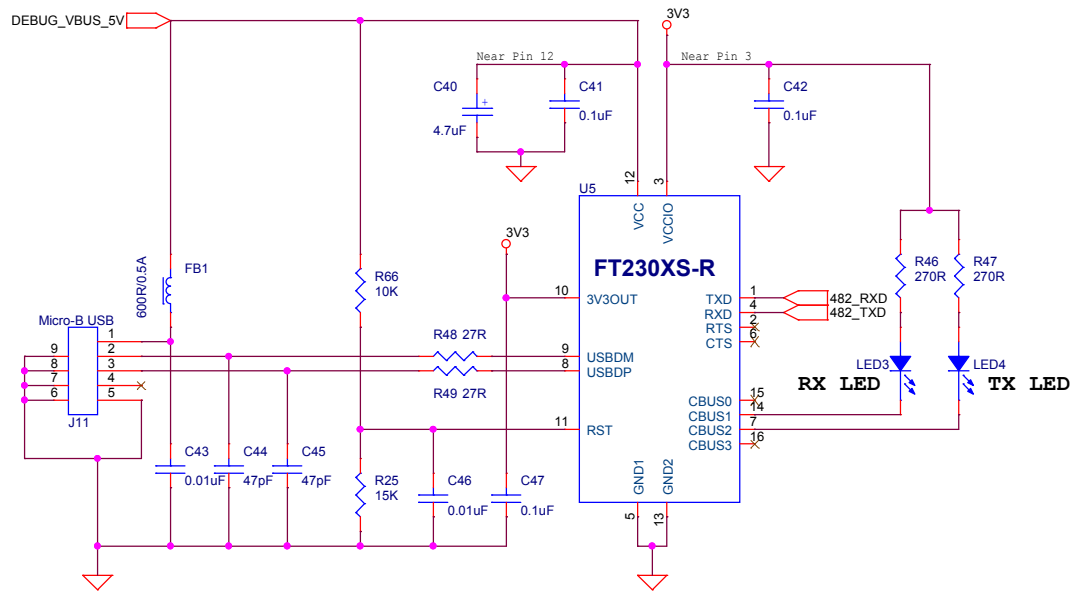 DEBUG_VBUS_5V
3V3
Near Pin 12
Near Pin 3
C40
4.7uF
+
C41
0.1uF
C42
0.1uF
U5
12
3
VCC
VCCIO
FT230XS-R
600R/0.5A
FB1
R66
10K
3V3
10
3V3OUT
TXD
1
482_RXD
RXD
4
482_TXD
RTS
2
CTS
6
R46
270R
R47
270R
Micro-B USB
1
9
2
8
3
7
4
6
5
J11
R48 27R
R49 27R
9
USBDM
8
USBDP
LED3
RX LED
LED4
TX LED
CBUS0
15
CBUS1
14
CBUS2
7
CBUS3
16
11
RST
C43
0.01uF
C44
47pF
C45
47pF
R25
15K
C46
0.01uF
C47
0.1uF
GND1
GND2
5
13